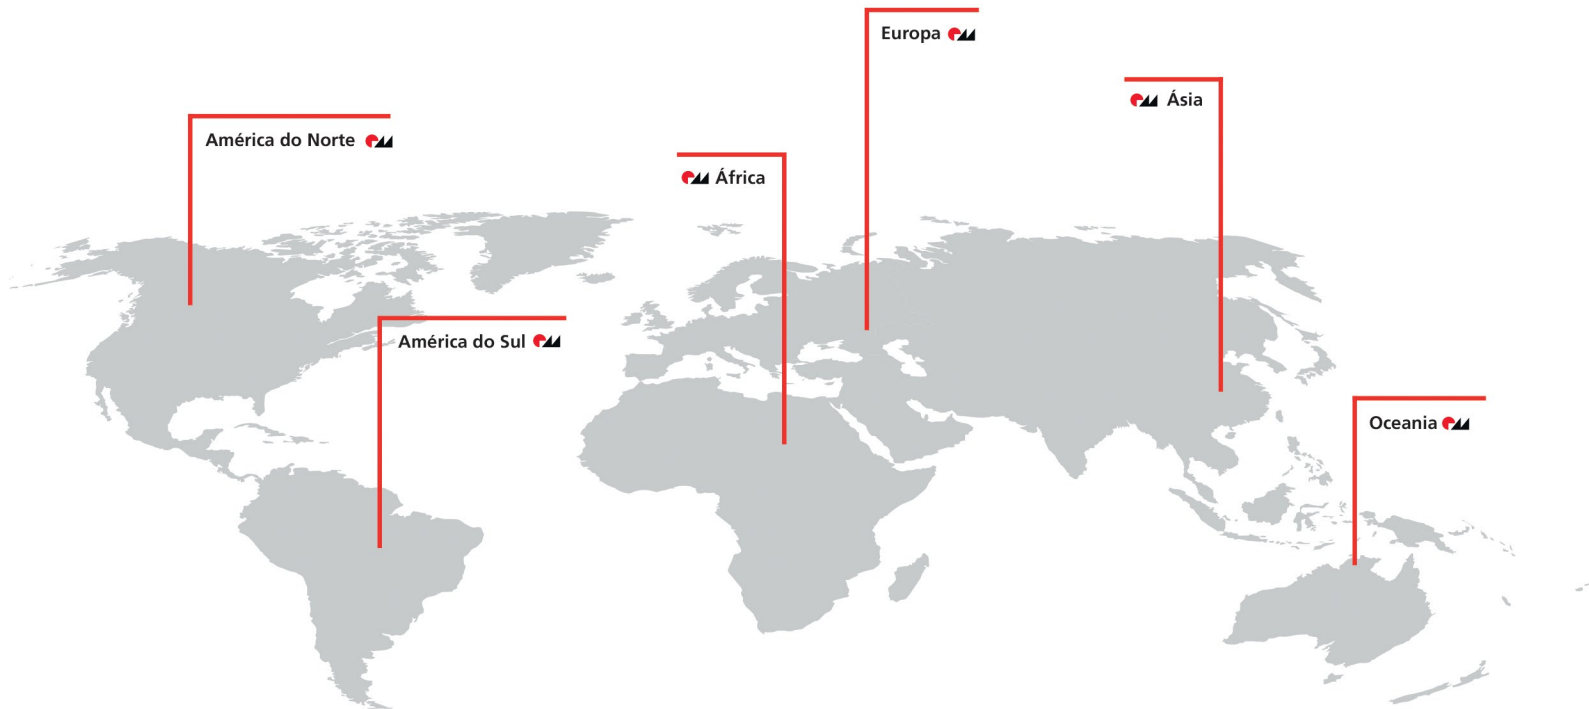 Europa
Ásia
América do Norte
África
América do Sul
Oceania